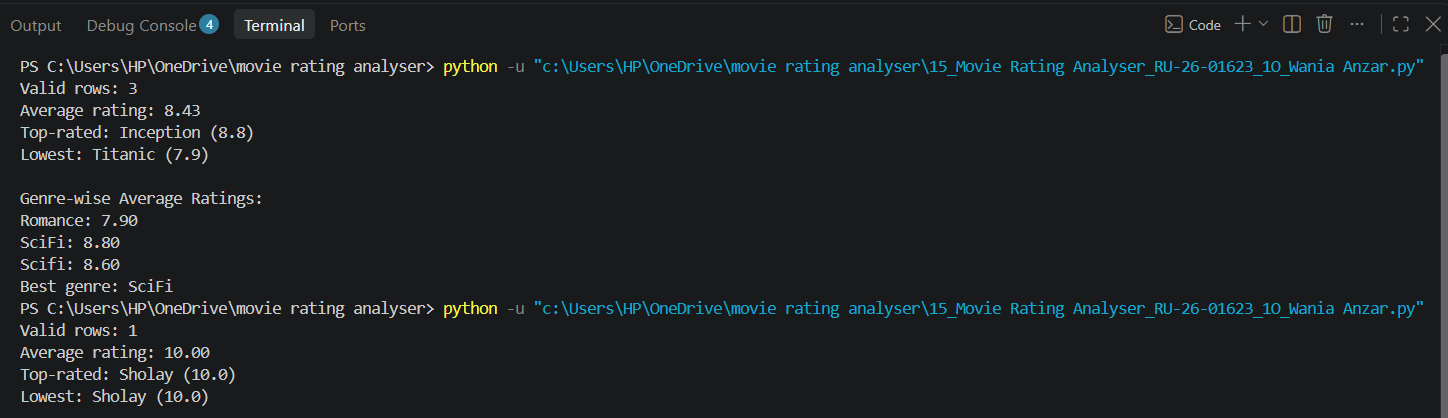 Output Debug Console 4 Terminal Ports Code
PS C:\Users\HP\OneDrive\movie rating analyser> python -u "c:\Users\HP\OneDrive\movie rating analyser\15_Movie Rating Analyser_RU-26-01623_1O_Wania Anzar.py"
Valid rows: 3
Average rating: 8.43
Top-rated: Inception (8.8)
Lowest: Titanic (7.9)
Genre-wise Average Ratings:
Romance: 7.90
SciFi: 8.80
Scifi: 8.60
Best genre: SciFi
PS C:\Users\HP\OneDrive\movie rating analyser> python -u "c:\Users\HP\OneDrive\movie rating analyser\15_Movie Rating Analyser_RU-26-01623_1O_Wania Anzar.py"
Valid rows: 1
Average rating: 10.00
Top-rated: Sholay (10.0)
Lowest: Sholay (10.0)